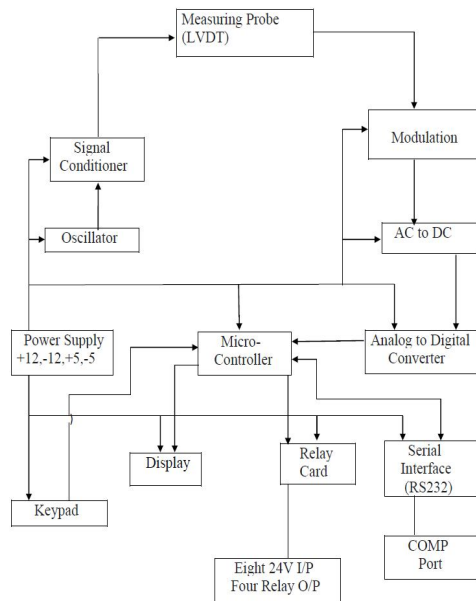 Measuring Probe
(LVDT)
Signal
Conditioner
Modulation
Oscillator
AC to DC
Power Supply
+12,-12,+5,-5
Micro-
Controller
Analog to Digital
Converter
Display
Relay
Card
Serial
Interface
(RS232)
Keypad
Eight 24V I/P
Four Relay O/P
COMP
Port